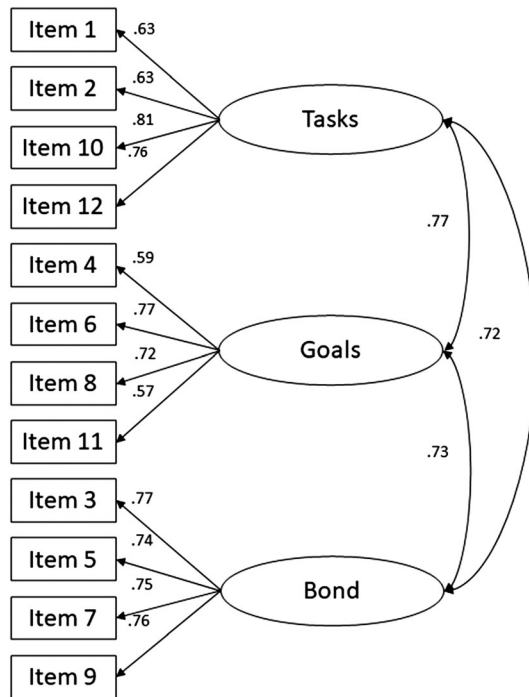 Item 1
.63
Item 2
.63
Item 10
.81
Item 12
.76
Tasks
Item 4
.59
Item 6
.77
Item 8
.72
Item 11
.57
Goals
Item 3
.77
Item 5
.74
Item 7
.75
Item 9
.76
Bond
.77
.72
.73